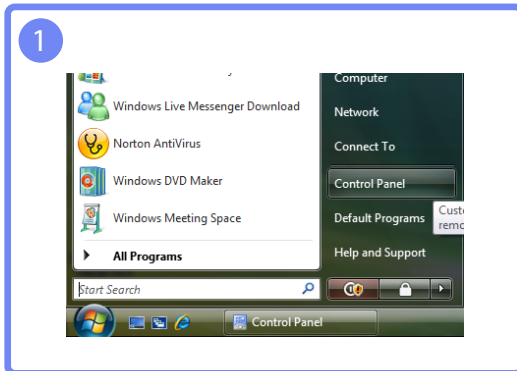 1
Computer
Windows Live Messenger Download
Network
Norton AntiVirus
Connect To
Windows DVD Maker
Control Panel
Windows Meeting Space
Default Programs
All Programs
Help and Support
Start Search
Control Panel